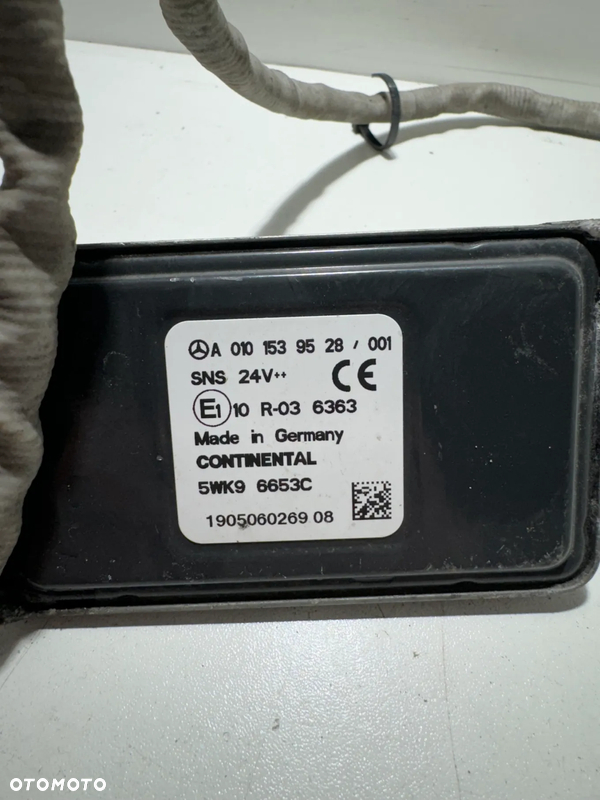 A 010 153 95 28 / 001
SNS 24V++
CE
E1 10 R-03 6363
Made in Germany
CONTINENTAL
5WK9 6653C
1905060269 08
OTOMOTO